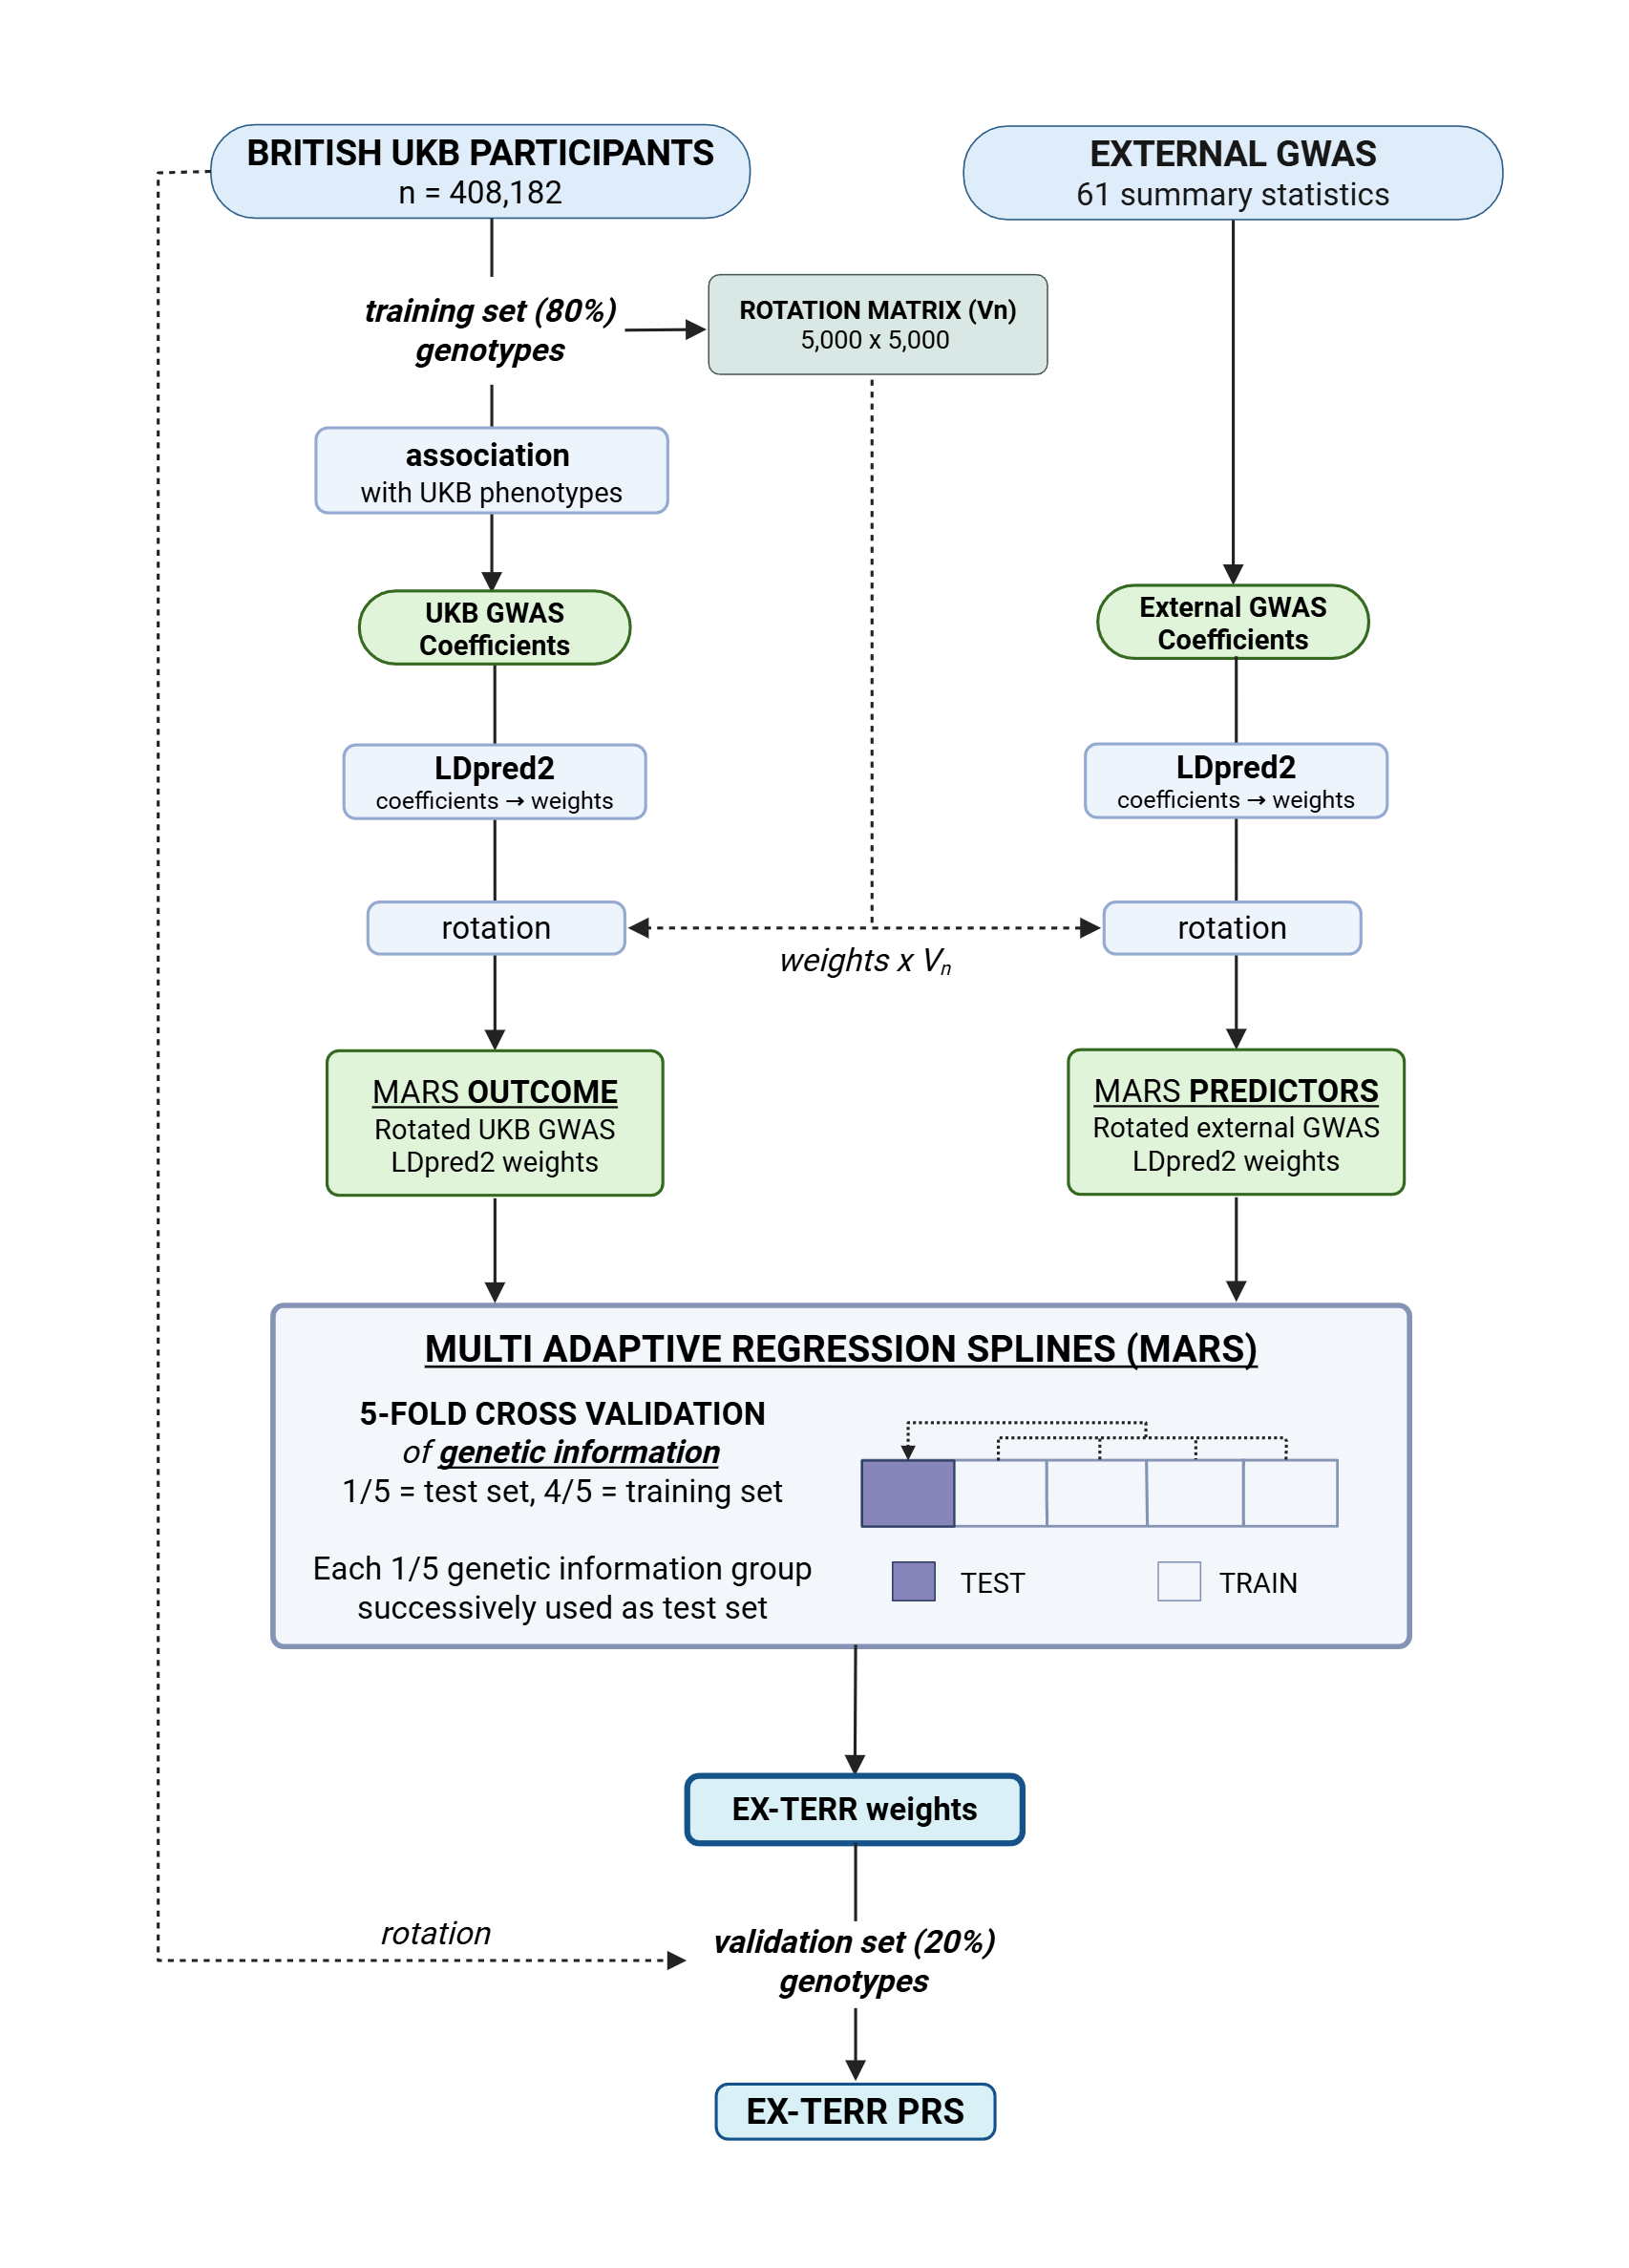 BRITISH UKB PARTICIPANTS
n = 408,182
EXTERNAL GWAS
61 summary statistics
training set (80%)
genotypes
ROTATION MATRIX (Vn)
5,000 x 5,000
association
with UKB phenotypes
UKB GWAS
Coefficients
External GWAS
Coefficients
LDpred2
coefficients → weights
LDpred2
coefficients → weights
rotation
rotation
weights x Vn
MARS OUTCOME
Rotated UKB GWAS
LDpred2 weights
MARS PREDICTORS
Rotated external GWAS
LDpred2 weights
MULTI ADAPTIVE REGRESSION SPLINES (MARS)
5-FOLD CROSS VALIDATION
of genetic information
1/5 = test set, 4/5 = training set
Each 1/5 genetic information group
successively used as test set
TEST
TRAIN
EX-TERR weights
rotation
validation set (20%)
genotypes
EX-TERR PRS